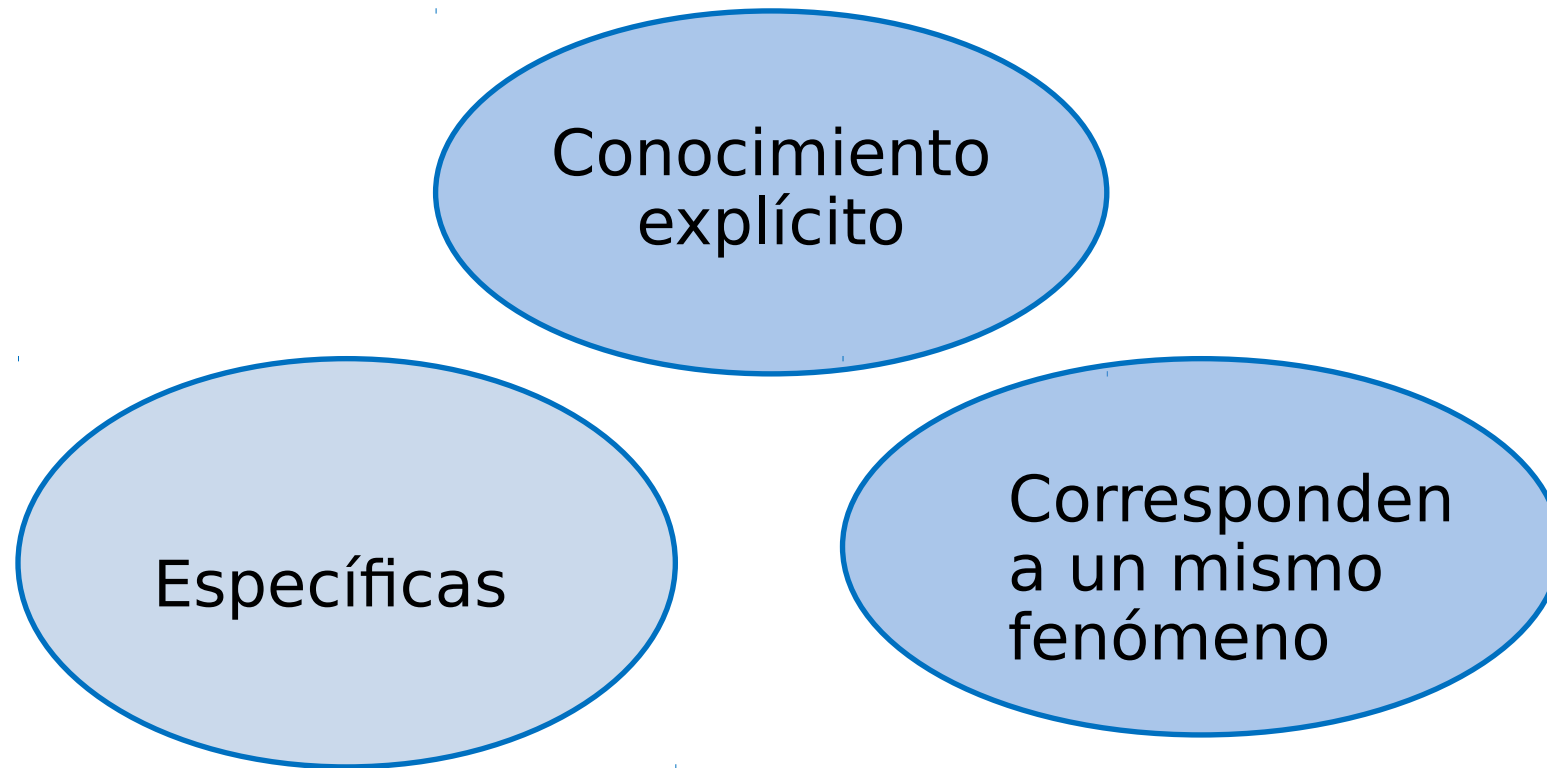 Conocimiento
explícito
Específicas
Corresponden
a un mismo
fenómeno